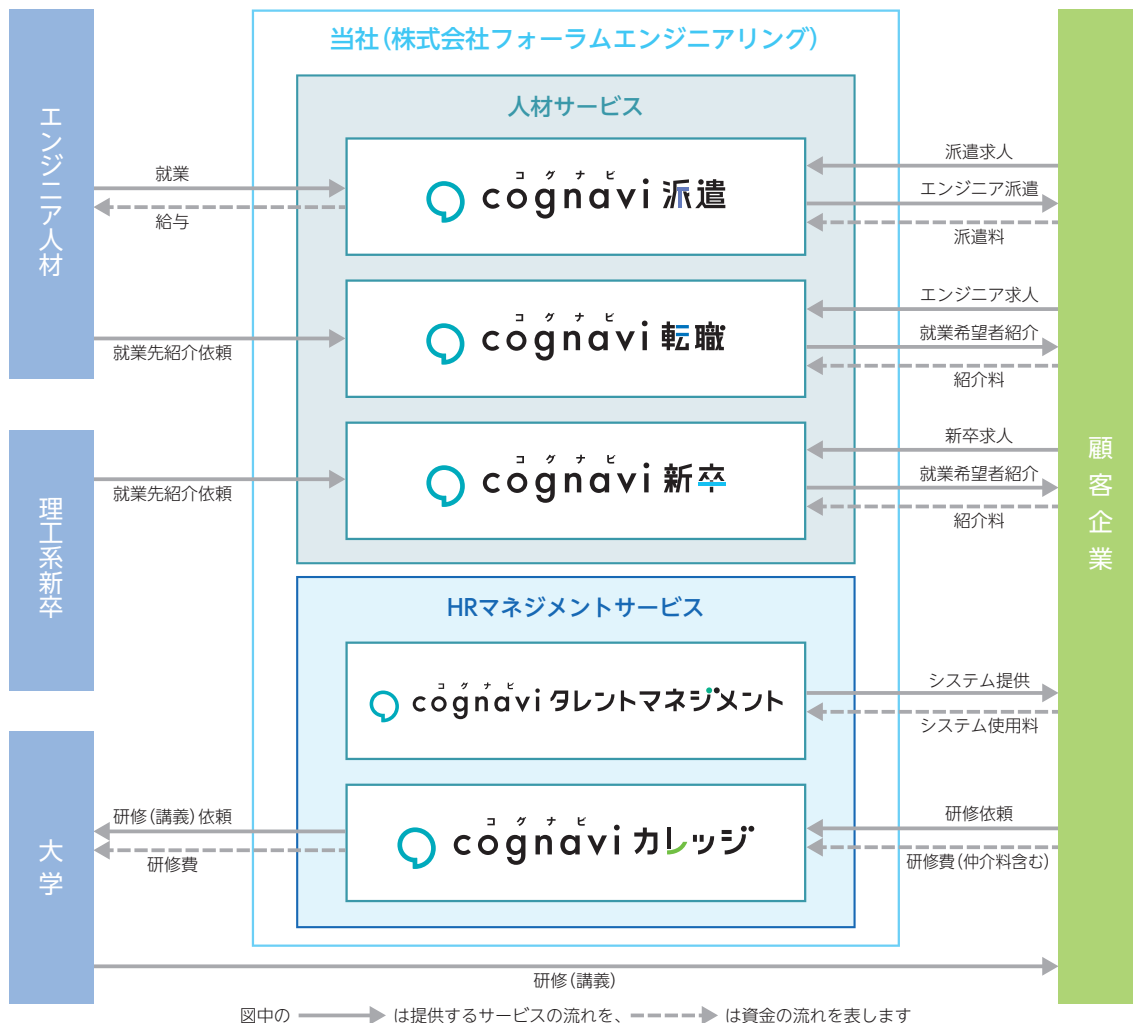 当社（株式会社フォーラムエンジニアリング）
人材サービス
エンジニア人材
就業
給与
コグナビ
cognavi 派遣
派遣求人
エンジニア派遣
派遣料
就業先紹介依頼
コグナビ
cognavi 転職
エンジニア求人
就業希望者紹介
紹介料
理工系新卒
就業先紹介依頼
コグナビ
cognavi 新卒
新卒求人
就業希望者紹介
紹介料
顧客企業
HRマネジメントサービス
コグナビ
cognavi タレントマネジメント
システム提供
システム使用料
大学
研修（講義）依頼
研修費
コグナビ
cognavi カレッジ
研修依頼
研修費（仲介料含む）
研修（講義）
図中の は提供するサービスの流れを、 は資金の流れを表します